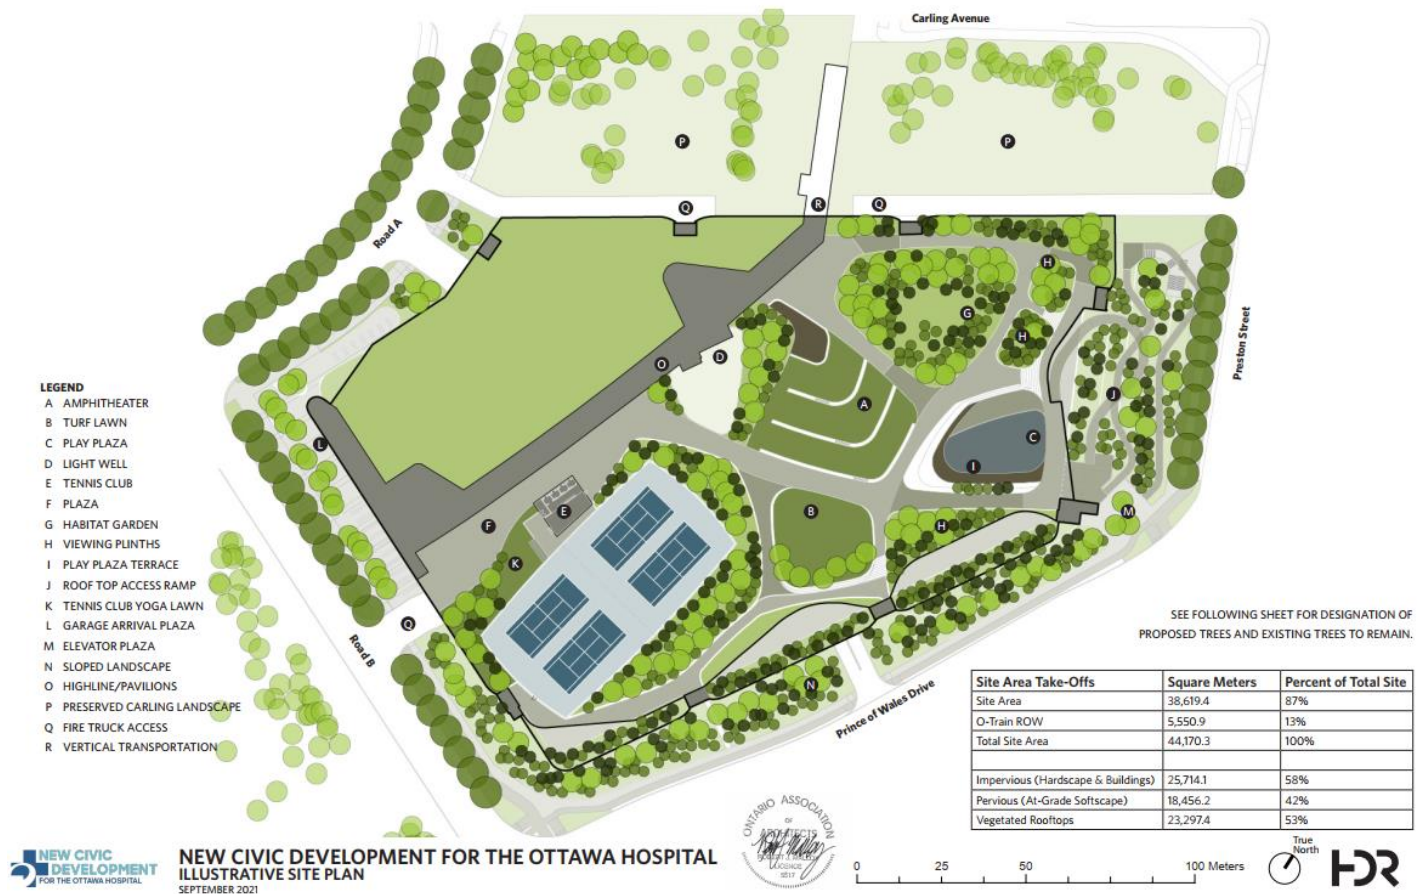 Carling Avenue
P
P
Q
R
Q
Road A
H
G
H
Preston Street
O
D
A
J
L
C
I
F
E
B
H
M
K
Q
Road B
N
Prince of Wales Drive
LEGEND
A AMPHITHEATER
B TURF LAWN
C PLAY PLAZA
D LIGHT WELL
E TENNIS CLUB
F PLAZA
G HABITAT GARDEN
H VIEWING PLINTHS
I PLAY PLAZA TERRACE
J ROOF TOP ACCESS RAMP
K TENNIS CLUB YOGA LAWN
L GARAGE ARRIVAL PLAZA
M ELEVATOR PLAZA
N SLOPED LANDSCAPE
O HIGHLINE/PAVILIONS
P PRESERVED CARLING LANDSCAPE
Q FIRE TRUCK ACCESS
R VERTICAL TRANSPORTATION
SEE FOLLOWING SHEET FOR DESIGNATION OF
PROPOSED TREES AND EXISTING TREES TO REMAIN.
Site Area Take-Offs Square Meters Percent of Total Site
Site Area 38,619.4 87%
O-Train ROW 5,550.9 13%
Total Site Area 44,170.3 100%
Impervious (Hardscape & Buildings) 25,714.1 58%
Pervious (At-Grade Softscape) 18,456.2 42%
Vegetated Rooftops 23,297.4 53%
NEW CIVIC
DEVELOPMENT
FOR THE OTTAWA HOSPITAL
NEW CIVIC DEVELOPMENT FOR THE OTTAWA HOSPITAL
ILLUSTRATIVE SITE PLAN
SEPTEMBER 2021
ONTARIO ASSOCIATION
OF
ARCHITECTS
LICENCE
0 25 50 100 Meters
True
North
HDR